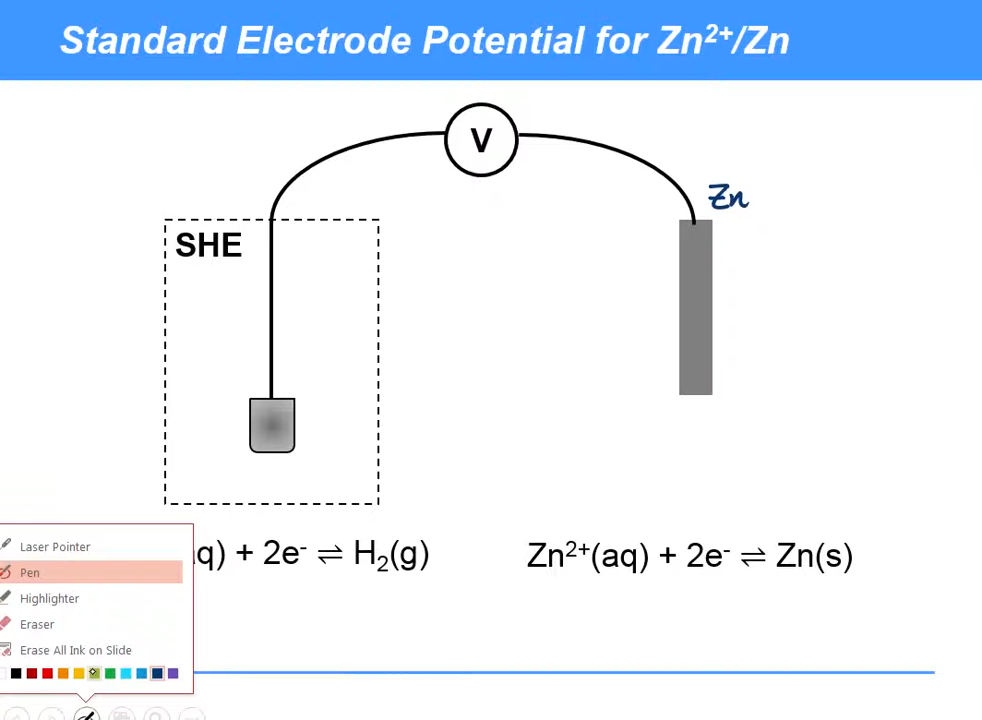 Standard Electrode Potential for Zn²⁺/Zn
V
Zn
SHE
q) + 2e⁻ ⇌ H₂(g)
Zn²⁺(aq) + 2e⁻ ⇌ Zn(s)
Laser Pointer
Pen
Highlighter
Eraser
Erase All Ink on Slide